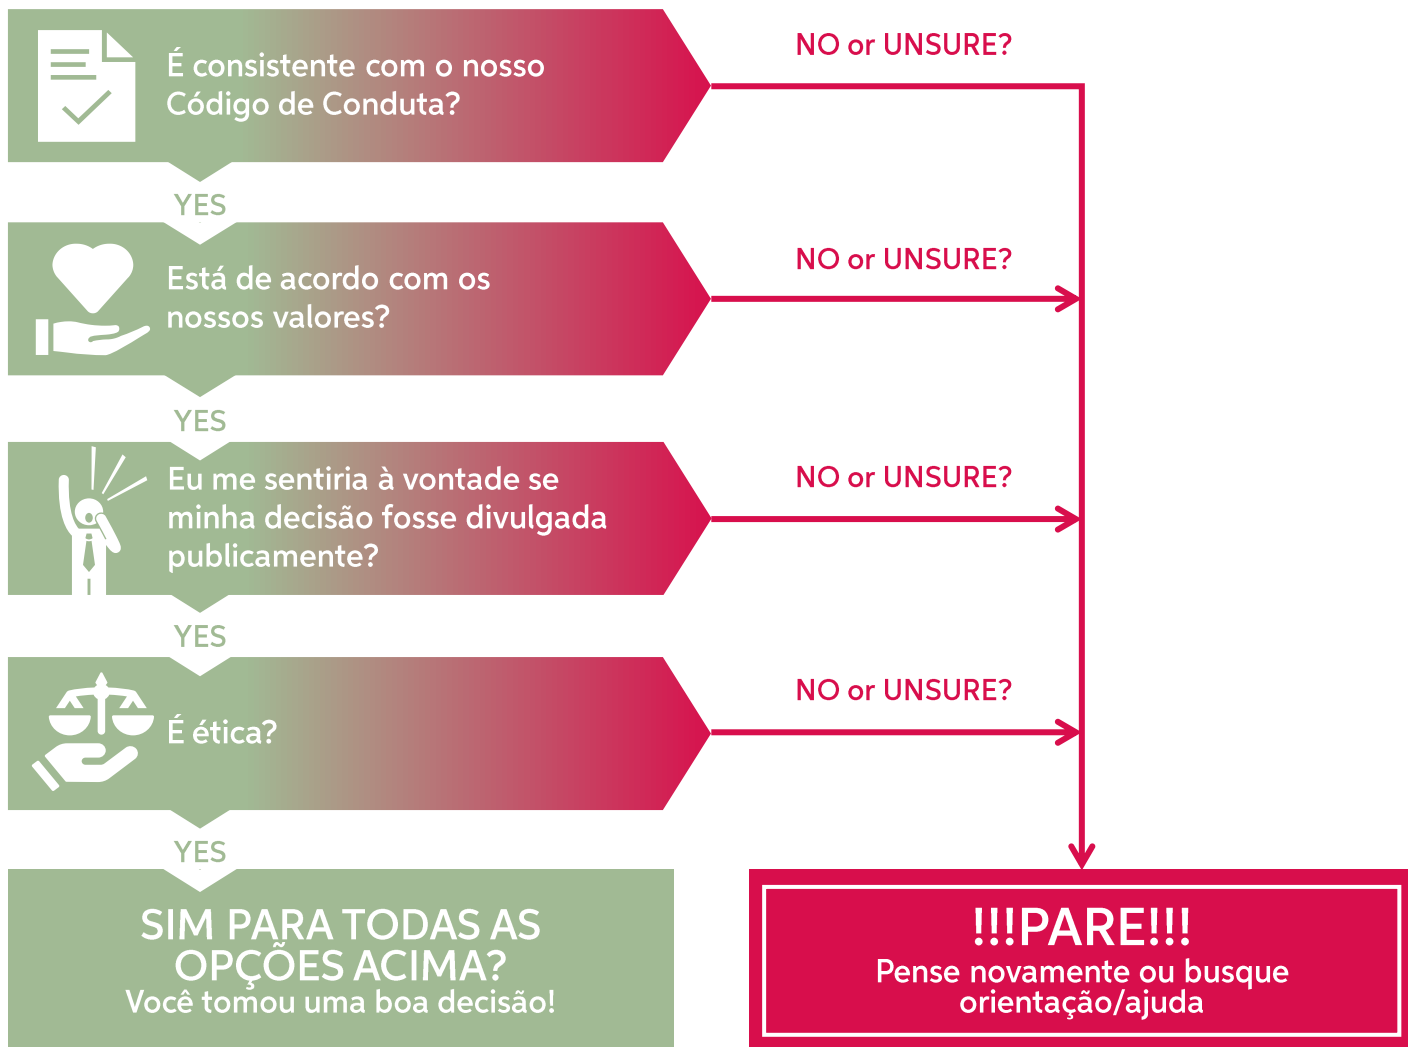 É consistente com o nosso
Código de Conduta?
NO or UNSURE?
YES
Está de acordo com os
nossos valores?
NO or UNSURE?
YES
Eu me sentiria à vontade se
minha decisão fosse divulgada
publicamente?
NO or UNSURE?
YES
É ética?
NO or UNSURE?
YES
SIM PARA TODAS AS
OPÇÕES ACIMA?
Você tomou uma boa decisão!
!!!PARE!!!
Pense novamente ou busque
orientação/ajuda